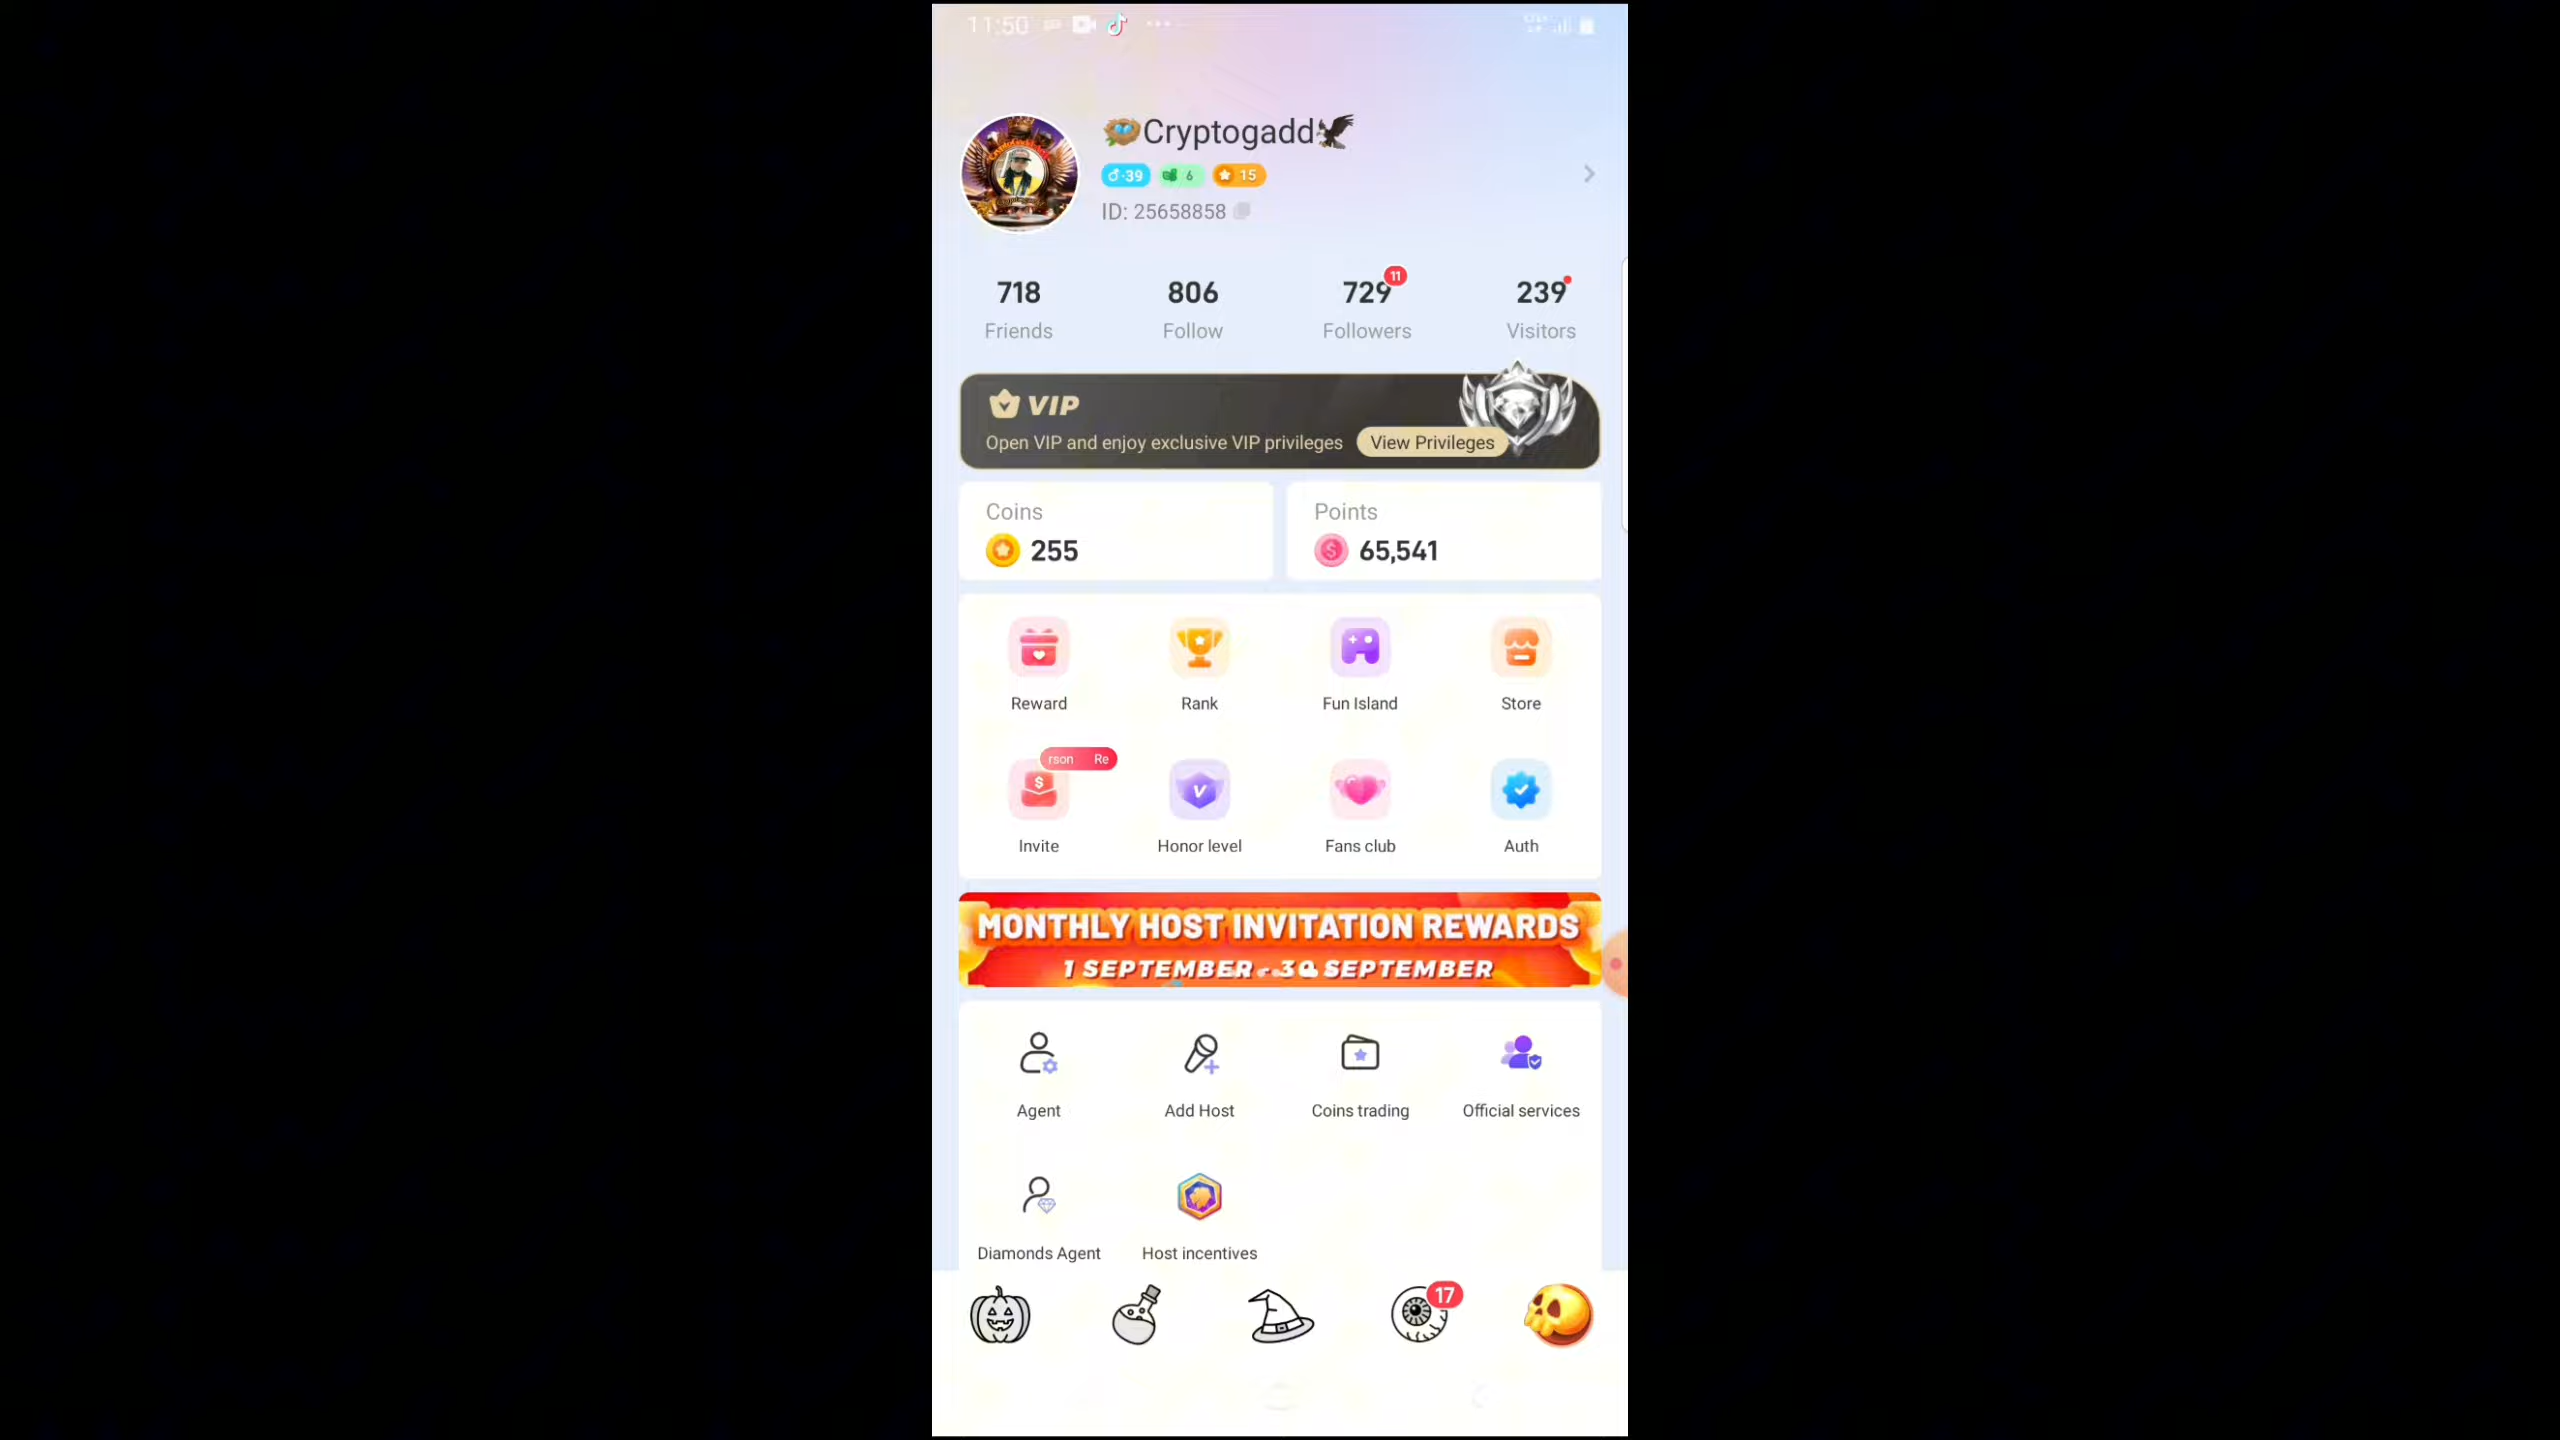 11:50
🪺Cryptogadd🦅
39 6 15
ID: 25658858
718 806 729 11 239
Friends Follow Followers Visitors
VIP
Open VIP and enjoy exclusive VIP privileges View Privileges
Coins Points
255 65,541
Reward Rank Fun Island Store
rson Re
Invite Honor level Fans club Auth
MONTHLY HOST INVITATION REWARDS
1 SEPTEMBER - 30 SEPTEMBER
Agent Add Host Coins trading Official services
Diamonds Agent Host incentives
17